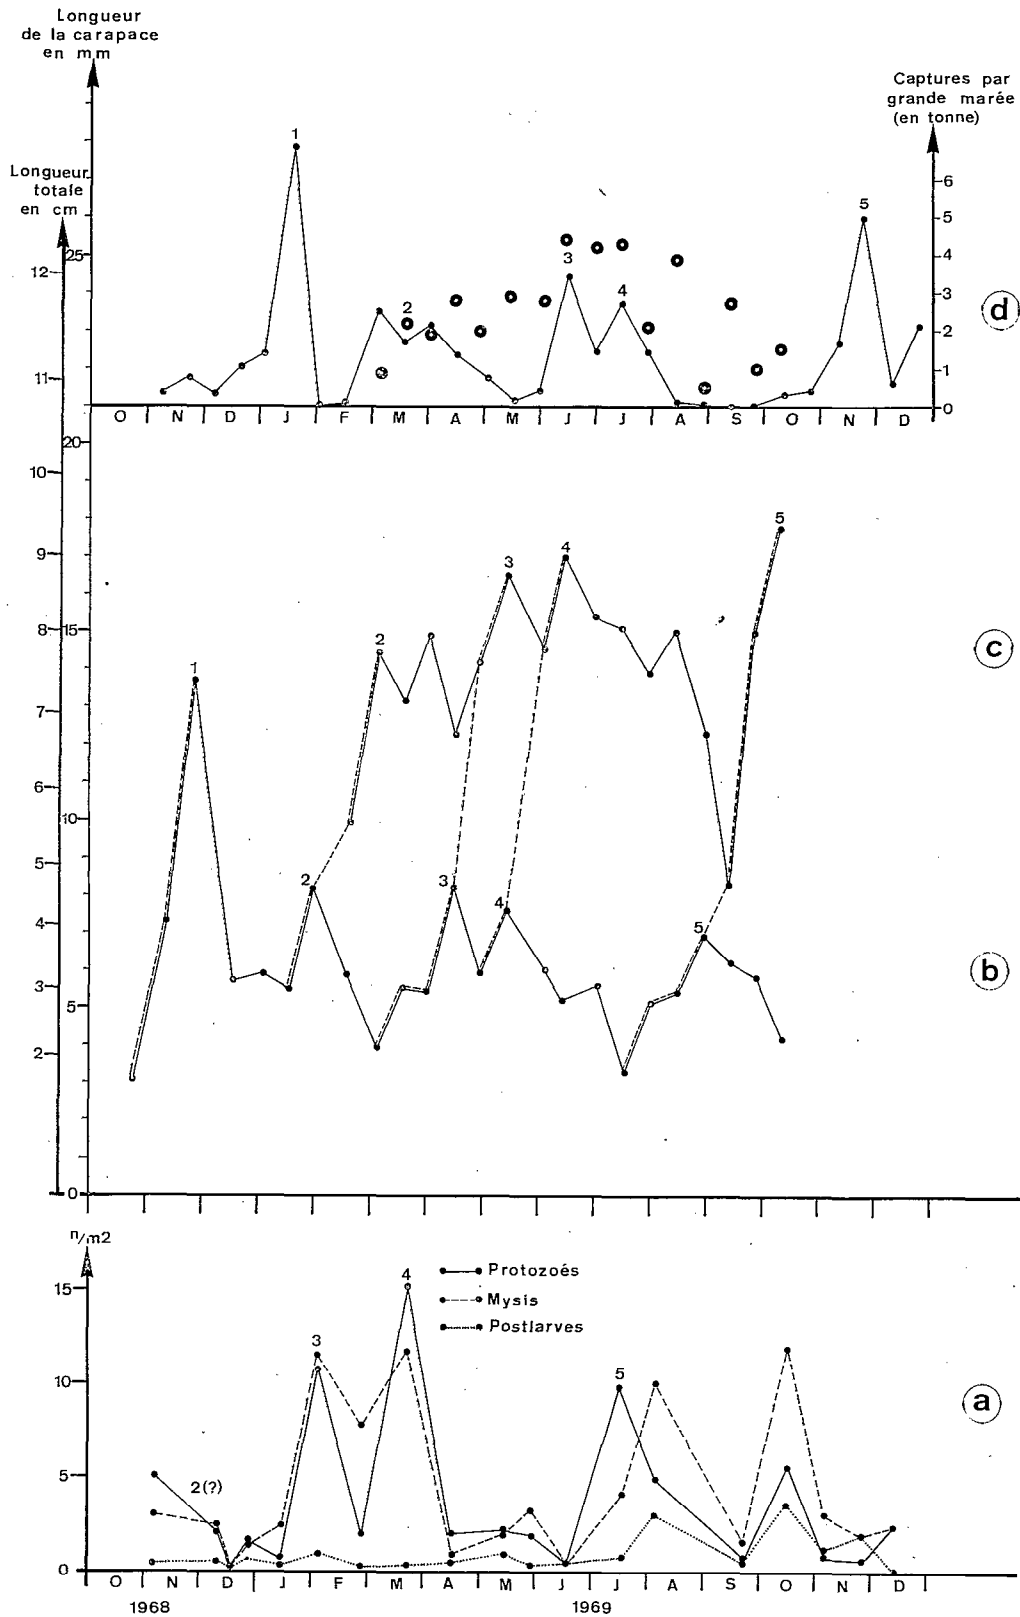 Longueur
de la carapace
en mm
Captures par
grande marée
(en tonne)
Longueur
totale
en cm
1
6
5
5
25
12
3
4
4
3
2
2
d
11
1
0
O N D J F M A M J J A S O N D
20
10
5
9
4
3
8
15
2
c
1
7
6
10
5
2
3
4
4
5
3
b
5
2
0
n/m2
Protozoés
4
15
Mysis
Postlarves
3
10
5
a
5
2(?)
0
O N D J F M A M J J A S O N D
1968 1969